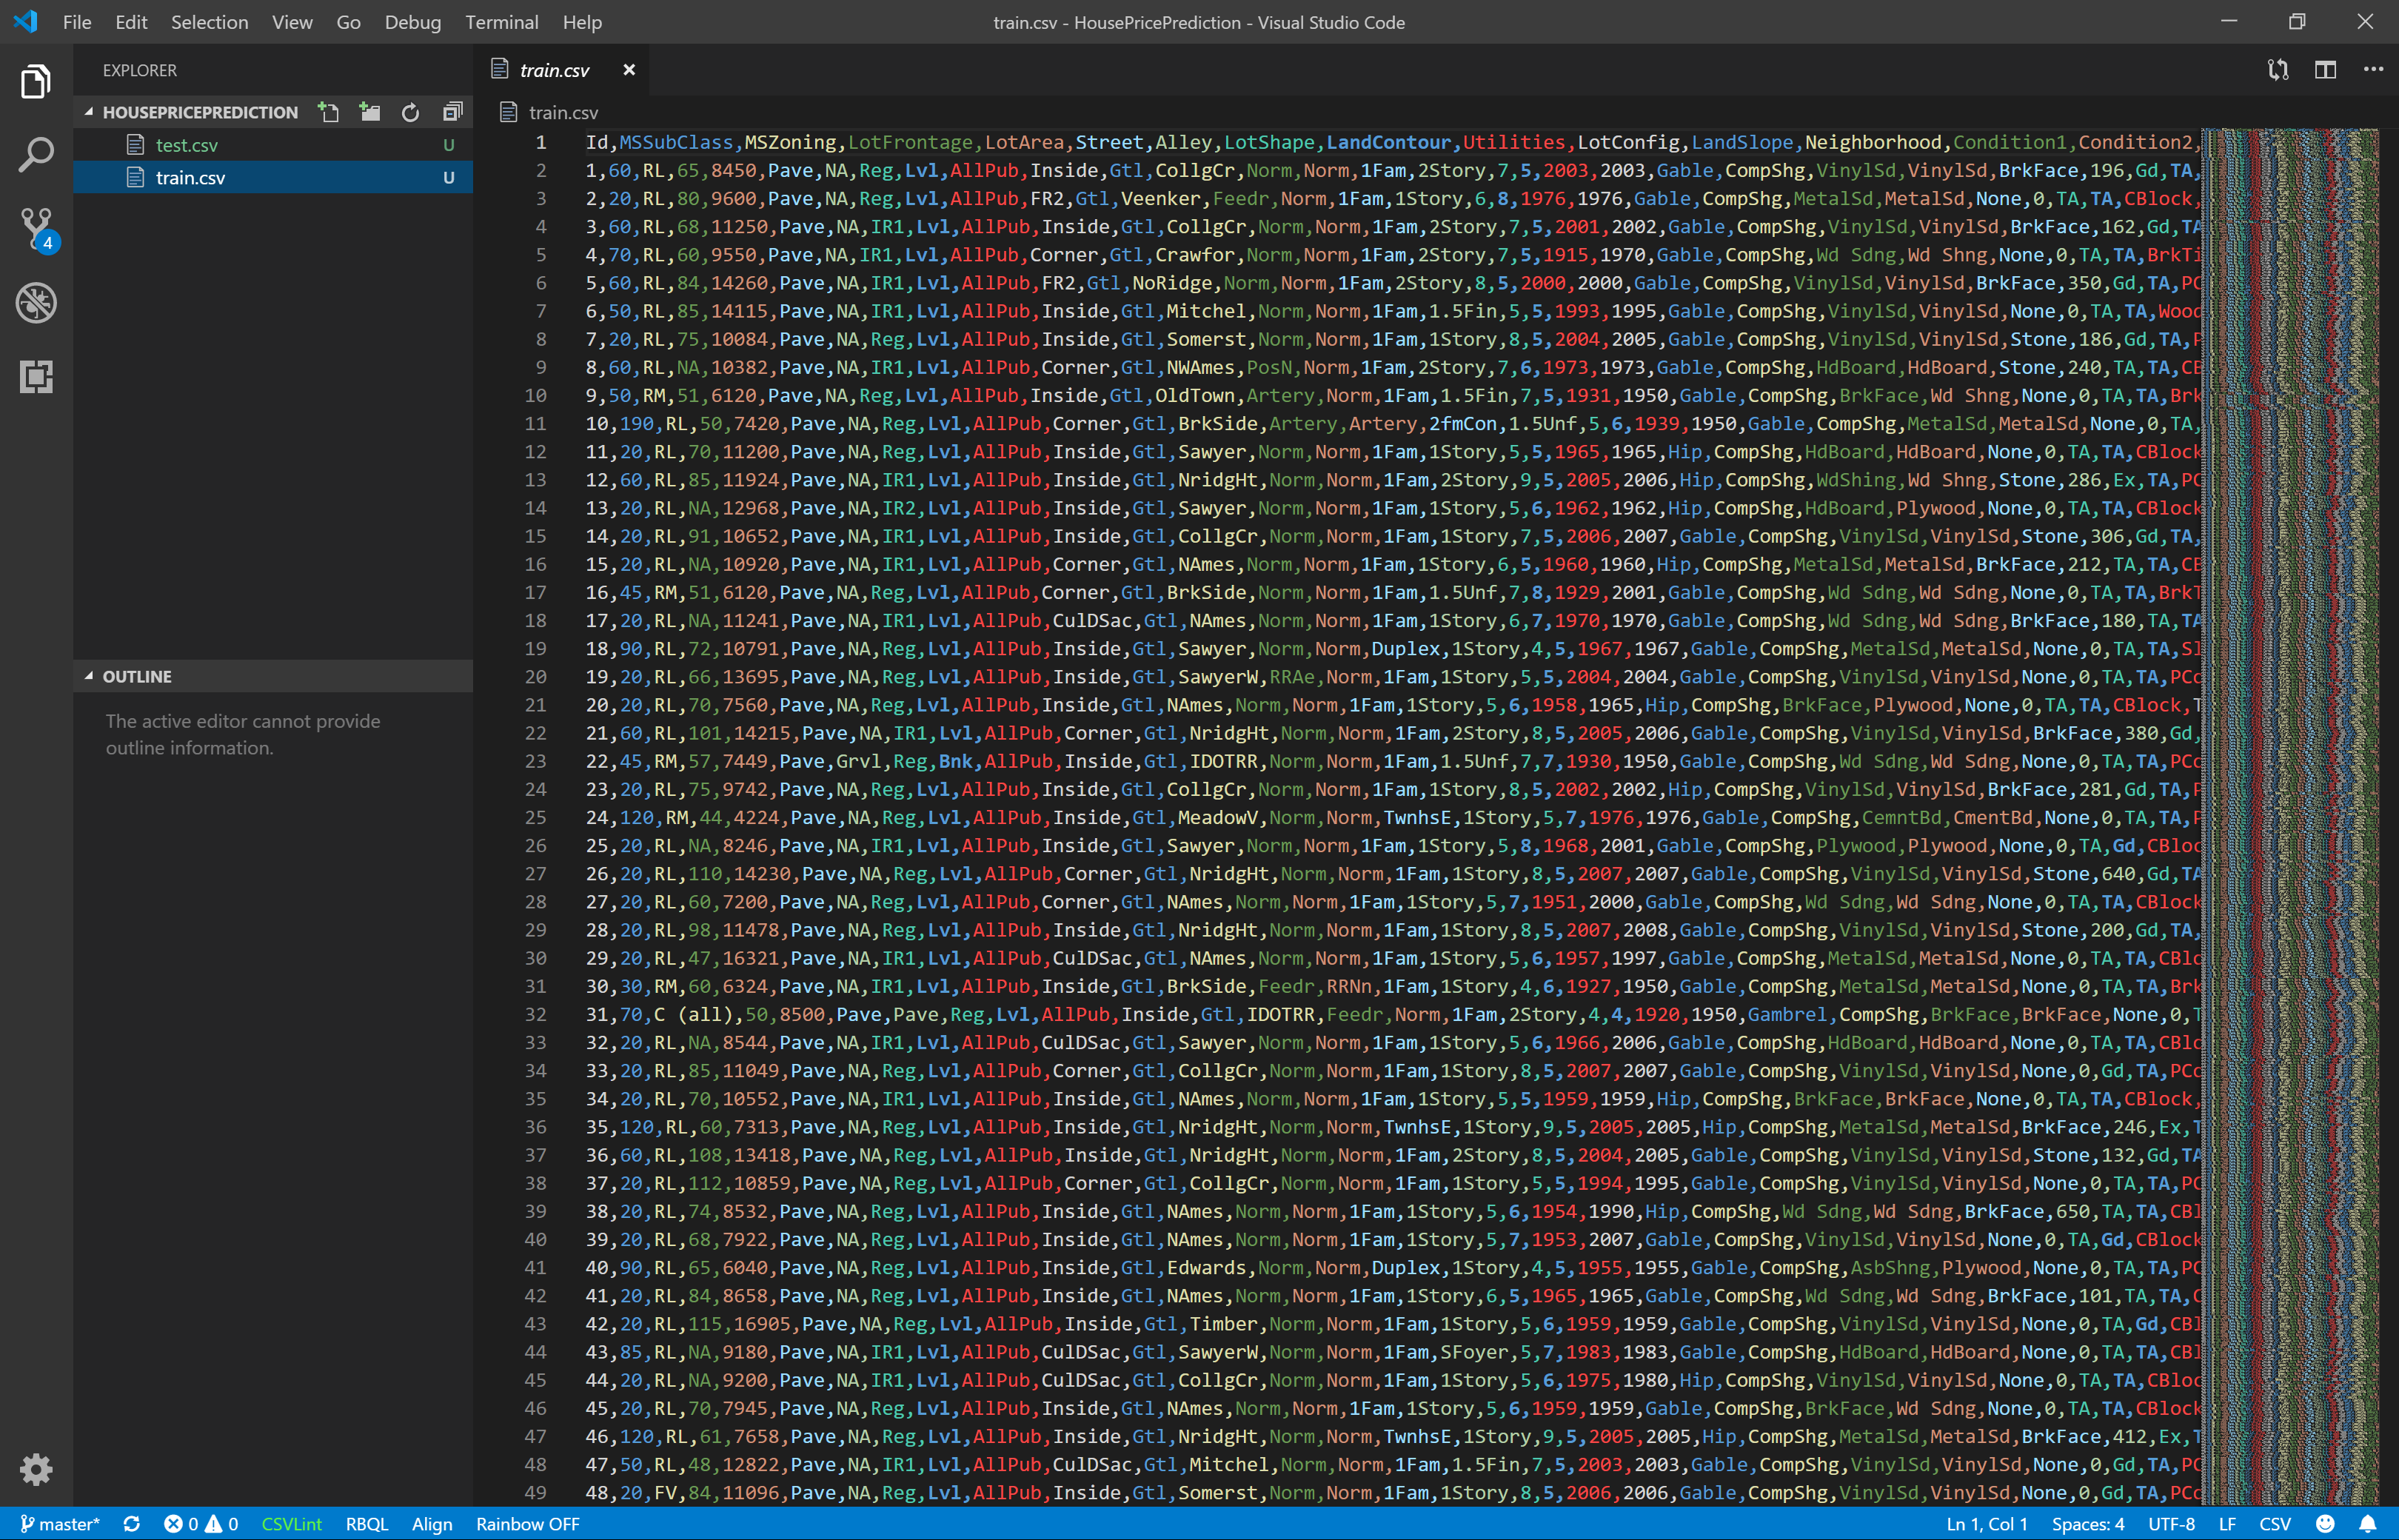 File Edit Selection View Go Debug Terminal Help
train.csv - HousePricePrediction - Visual Studio Code
EXPLORER
HOUSEPRICEPREDICTION
test.csv U
train.csv U
4
OUTLINE
The active editor cannot provide
outline information.
train.csv
train.csv
1 Id,MSSubClass,MSZoning,LotFrontage,LotArea,Street,Alley,LotShape,LandContour,Utilities,LotConfig,LandSlope,Neighborhood,Condition1,Condition2,
2 1,60,RL,65,8450,Pave,NA,Reg,Lvl,AllPub,Inside,Gtl,CollgCr,Norm,Norm,1Fam,2Story,7,5,2003,2003,Gable,CompShg,VinylSd,VinylSd,BrkFace,196,Gd,TA,
3 2,20,RL,80,9600,Pave,NA,Reg,Lvl,AllPub,FR2,Gtl,Veenker,Feedr,Norm,1Fam,1Story,6,8,1976,1976,Gable,CompShg,MetalSd,MetalSd,None,0,TA,TA,CBlock,
4 3,60,RL,68,11250,Pave,NA,IR1,Lvl,AllPub,Inside,Gtl,CollgCr,Norm,Norm,1Fam,2Story,7,5,2001,2002,Gable,CompShg,VinylSd,VinylSd,BrkFace,162,Gd,TA
5 4,70,RL,60,9550,Pave,NA,IR1,Lvl,AllPub,Corner,Gtl,Crawfor,Norm,Norm,1Fam,2Story,7,5,1915,1970,Gable,CompShg,Wd Sdng,Wd Shng,None,0,TA,TA,BrkTi
6 5,60,RL,84,14260,Pave,NA,IR1,Lvl,AllPub,FR2,Gtl,NoRidge,Norm,Norm,1Fam,2Story,8,5,2000,2000,Gable,CompShg,VinylSd,VinylSd,BrkFace,350,Gd,TA,PC
7 6,50,RL,85,14115,Pave,NA,IR1,Lvl,AllPub,Inside,Gtl,Mitchel,Norm,Norm,1Fam,1.5Fin,5,5,1993,1995,Gable,CompShg,VinylSd,VinylSd,None,0,TA,TA,Wood
8 7,20,RL,75,10084,Pave,NA,Reg,Lvl,AllPub,Inside,Gtl,Somerst,Norm,Norm,1Fam,1Story,8,5,2004,2005,Gable,CompShg,VinylSd,VinylSd,Stone,186,Gd,TA,P
9 8,60,RL,NA,10382,Pave,NA,IR1,Lvl,AllPub,Corner,Gtl,NWAmes,PosN,Norm,1Fam,2Story,7,6,1973,1973,Gable,CompShg,HdBoard,HdBoard,Stone,240,TA,TA,CB
10 9,50,RM,51,6120,Pave,NA,Reg,Lvl,AllPub,Inside,Gtl,OldTown,Artery,Norm,1Fam,1.5Fin,7,5,1931,1950,Gable,CompShg,BrkFace,Wd Shng,None,0,TA,TA,Brk
11 10,190,RL,50,7420,Pave,NA,Reg,Lvl,AllPub,Corner,Gtl,BrkSide,Artery,Artery,2fmCon,1.5Unf,5,6,1939,1950,Gable,CompShg,MetalSd,MetalSd,None,0,TA,
12 11,20,RL,70,11200,Pave,NA,Reg,Lvl,AllPub,Inside,Gtl,Sawyer,Norm,Norm,1Fam,1Story,5,5,1965,1965,Hip,CompShg,HdBoard,HdBoard,None,0,TA,TA,CBlock
13 12,60,RL,85,11924,Pave,NA,IR1,Lvl,AllPub,Inside,Gtl,NridgHt,Norm,Norm,1Fam,2Story,9,5,2005,2006,Hip,CompShg,WdShing,Wd Shng,Stone,286,Ex,TA,PC
14 13,20,RL,NA,12968,Pave,NA,IR2,Lvl,AllPub,Inside,Gtl,Sawyer,Norm,Norm,1Fam,1Story,5,6,1962,1962,Hip,CompShg,HdBoard,Plywood,None,0,TA,TA,CBlock
15 14,20,RL,91,10652,Pave,NA,IR1,Lvl,AllPub,Inside,Gtl,CollgCr,Norm,Norm,1Fam,1Story,7,5,2006,2007,Gable,CompShg,VinylSd,VinylSd,Stone,306,Gd,TA,
16 15,20,RL,NA,10920,Pave,NA,IR1,Lvl,AllPub,Corner,Gtl,NAmes,Norm,Norm,1Fam,1Story,6,5,1960,1960,Hip,CompShg,MetalSd,MetalSd,BrkFace,212,TA,TA,CB
17 16,45,RM,51,6120,Pave,NA,Reg,Lvl,AllPub,Corner,Gtl,BrkSide,Norm,Norm,1Fam,1.5Unf,7,8,1929,2001,Gable,CompShg,Wd Sdng,Wd Sdng,None,0,TA,TA,BrkT
18 17,20,RL,NA,11241,Pave,NA,IR1,Lvl,AllPub,CulDSac,Gtl,NAmes,Norm,Norm,1Fam,1Story,6,7,1970,1970,Gable,CompShg,Wd Sdng,Wd Sdng,BrkFace,180,TA,TA
19 18,90,RL,72,10791,Pave,NA,Reg,Lvl,AllPub,Inside,Gtl,Sawyer,Norm,Norm,Duplex,1Story,4,5,1967,1967,Gable,CompShg,MetalSd,MetalSd,None,0,TA,TA,Sl
20 19,20,RL,66,13695,Pave,NA,Reg,Lvl,AllPub,Inside,Gtl,SawyerW,RRAe,Norm,1Fam,1Story,5,5,2004,2004,Gable,CompShg,VinylSd,VinylSd,None,0,TA,TA,PCo
21 20,20,RL,70,7560,Pave,NA,Reg,Lvl,AllPub,Inside,Gtl,NAmes,Norm,Norm,1Fam,1Story,5,6,1958,1965,Hip,CompShg,BrkFace,Plywood,None,0,TA,TA,CBlock,T
22 21,60,RL,101,14215,Pave,NA,IR1,Lvl,AllPub,Corner,Gtl,NridgHt,Norm,Norm,1Fam,2Story,8,5,2005,2006,Gable,CompShg,VinylSd,VinylSd,BrkFace,380,Gd,
23 22,45,RM,57,7449,Pave,Grvl,Reg,Bnk,AllPub,Inside,Gtl,IDOTRR,Norm,Norm,1Fam,1.5Unf,7,7,1930,1950,Gable,CompShg,Wd Sdng,Wd Sdng,None,0,TA,TA,PCo
24 23,20,RL,75,9742,Pave,NA,Reg,Lvl,AllPub,Inside,Gtl,CollgCr,Norm,Norm,1Fam,1Story,8,5,2002,2002,Hip,CompShg,VinylSd,VinylSd,BrkFace,281,Gd,TA,P
25 24,120,RM,44,4224,Pave,NA,Reg,Lvl,AllPub,Inside,Gtl,MeadowV,Norm,Norm,TwnhsE,1Story,5,7,1976,1976,Gable,CompShg,CemntBd,CmentBd,None,0,TA,TA,P
26 25,20,RL,NA,8246,Pave,NA,IR1,Lvl,AllPub,Inside,Gtl,Sawyer,Norm,Norm,1Fam,1Story,5,8,1968,2001,Gable,CompShg,Plywood,Plywood,None,0,TA,Gd,CBloc
27 26,20,RL,110,14230,Pave,NA,Reg,Lvl,AllPub,Corner,Gtl,NridgHt,Norm,Norm,1Fam,1Story,8,5,2007,2007,Gable,CompShg,VinylSd,VinylSd,Stone,640,Gd,TA
28 27,20,RL,60,7200,Pave,NA,Reg,Lvl,AllPub,Corner,Gtl,NAmes,Norm,Norm,1Fam,1Story,5,7,1951,2000,Gable,CompShg,Wd Sdng,Wd Sdng,None,0,TA,TA,CBlock
29 28,20,RL,98,11478,Pave,NA,Reg,Lvl,AllPub,Inside,Gtl,NridgHt,Norm,Norm,1Fam,1Story,8,5,2007,2008,Gable,CompShg,VinylSd,VinylSd,Stone,200,Gd,TA,
30 29,20,RL,47,16321,Pave,NA,IR1,Lvl,AllPub,CulDSac,Gtl,NAmes,Norm,Norm,1Fam,1Story,5,6,1957,1997,Gable,CompShg,MetalSd,MetalSd,None,0,TA,TA,CBlo
31 30,30,RM,60,6324,Pave,NA,IR1,Lvl,AllPub,Inside,Gtl,BrkSide,Feedr,RRNn,1Fam,1Story,4,6,1927,1950,Gable,CompShg,MetalSd,MetalSd,None,0,TA,TA,Brk
32 31,70,C (all),50,8500,Pave,Pave,Reg,Lvl,AllPub,Inside,Gtl,IDOTRR,Feedr,Norm,1Fam,2Story,4,4,1920,1950,Gambrel,CompShg,BrkFace,BrkFace,None,0,T
33 32,20,RL,NA,8544,Pave,NA,IR1,Lvl,AllPub,CulDSac,Gtl,Sawyer,Norm,Norm,1Fam,1Story,5,6,1966,2006,Gable,CompShg,HdBoard,HdBoard,None,0,TA,TA,CBlo
34 33,20,RL,85,11049,Pave,NA,Reg,Lvl,AllPub,Corner,Gtl,CollgCr,Norm,Norm,1Fam,1Story,8,5,2007,2007,Gable,CompShg,VinylSd,VinylSd,None,0,Gd,TA,PCo
35 34,20,RL,70,10552,Pave,NA,IR1,Lvl,AllPub,Inside,Gtl,NAmes,Norm,Norm,1Fam,1Story,5,5,1959,1959,Hip,CompShg,BrkFace,BrkFace,None,0,TA,TA,CBlock,
36 35,120,RL,60,7313,Pave,NA,Reg,Lvl,AllPub,Inside,Gtl,NridgHt,Norm,Norm,TwnhsE,1Story,9,5,2005,2005,Hip,CompShg,MetalSd,MetalSd,BrkFace,246,Ex,T
37 36,60,RL,108,13418,Pave,NA,Reg,Lvl,AllPub,Inside,Gtl,NridgHt,Norm,Norm,1Fam,2Story,8,5,2004,2005,Gable,CompShg,VinylSd,VinylSd,Stone,132,Gd,TA
38 37,20,RL,112,10859,Pave,NA,Reg,Lvl,AllPub,Corner,Gtl,CollgCr,Norm,Norm,1Fam,1Story,5,5,1994,1995,Gable,CompShg,VinylSd,VinylSd,None,0,TA,TA,PC
39 38,20,RL,74,8532,Pave,NA,Reg,Lvl,AllPub,Inside,Gtl,NAmes,Norm,Norm,1Fam,1Story,5,6,1954,1990,Hip,CompShg,Wd Sdng,Wd Sdng,BrkFace,650,TA,TA,CBl
40 39,20,RL,68,7922,Pave,NA,Reg,Lvl,AllPub,Inside,Gtl,NAmes,Norm,Norm,1Fam,1Story,5,7,1953,2007,Gable,CompShg,VinylSd,VinylSd,None,0,TA,Gd,CBlock
41 40,90,RL,65,6040,Pave,NA,Reg,Lvl,AllPub,Inside,Gtl,Edwards,Norm,Norm,Duplex,1Story,4,5,1955,1955,Gable,CompShg,AsbShng,Plywood,None,0,TA,TA,PC
42 41,20,RL,84,8658,Pave,NA,Reg,Lvl,AllPub,Inside,Gtl,NAmes,Norm,Norm,1Fam,1Story,6,5,1965,1965,Gable,CompShg,Wd Sdng,Wd Sdng,BrkFace,101,TA,TA,C
43 42,20,RL,115,16905,Pave,NA,Reg,Lvl,AllPub,Inside,Gtl,Timber,Norm,Norm,1Fam,1Story,5,6,1959,1959,Gable,CompShg,VinylSd,VinylSd,None,0,TA,Gd,CBl
44 43,85,RL,NA,9180,Pave,NA,IR1,Lvl,AllPub,CulDSac,Gtl,SawyerW,Norm,Norm,1Fam,SFoyer,5,7,1983,1983,Gable,CompShg,HdBoard,HdBoard,None,0,TA,TA,CBl
45 44,20,RL,NA,9200,Pave,NA,IR1,Lvl,AllPub,CulDSac,Gtl,CollgCr,Norm,Norm,1Fam,1Story,5,6,1975,1980,Hip,CompShg,VinylSd,VinylSd,None,0,TA,TA,CBlock
46 45,20,RL,70,7945,Pave,NA,Reg,Lvl,AllPub,Inside,Gtl,NAmes,Norm,Norm,1Fam,1Story,5,6,1959,1959,Gable,CompShg,BrkFace,Wd Sdng,None,0,TA,TA,CBlock
47 46,120,RL,61,7658,Pave,NA,Reg,Lvl,AllPub,Inside,Gtl,NridgHt,Norm,Norm,TwnhsE,1Story,9,5,2005,2005,Hip,CompShg,MetalSd,MetalSd,BrkFace,412,Ex,T
48 47,50,RL,48,12822,Pave,NA,IR1,Lvl,AllPub,CulDSac,Gtl,Mitchel,Norm,Norm,1Fam,1.5Fin,7,5,2003,2003,Gable,CompShg,VinylSd,VinylSd,None,0,Gd,TA,PC
49 48,20,FV,84,11096,Pave,NA,Reg,Lvl,AllPub,Inside,Gtl,Somerst,Norm,Norm,1Fam,1Story,8,5,2006,2006,Gable,CompShg,VinylSd,VinylSd,None,0,Gd,TA,PCo
master* 0 0 CSVLint RBQL Align Rainbow OFF Ln 1, Col 1 Spaces: 4 UTF-8 LF CSV